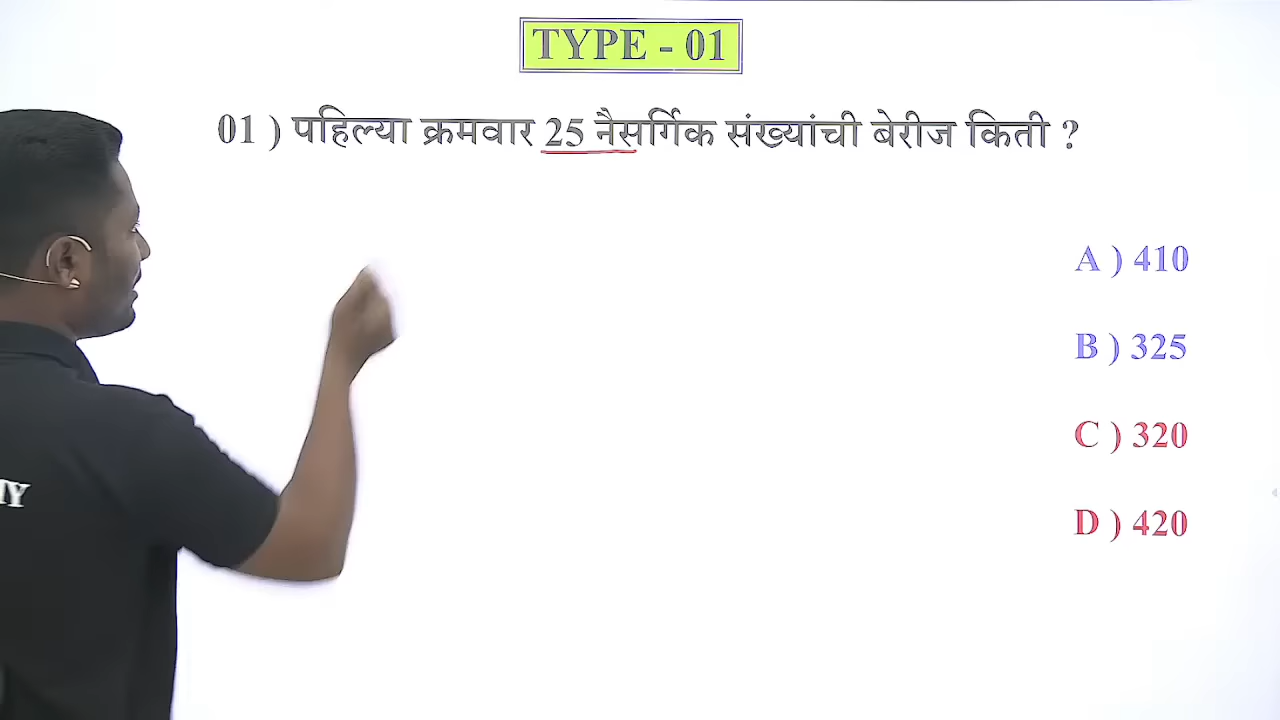 TYPE - 01
01 ) पहिल्या क्रमवार 25 नैसर्गिक संख्यांची बेरीज किती ?
A ) 410
B ) 325
C ) 320
D ) 420